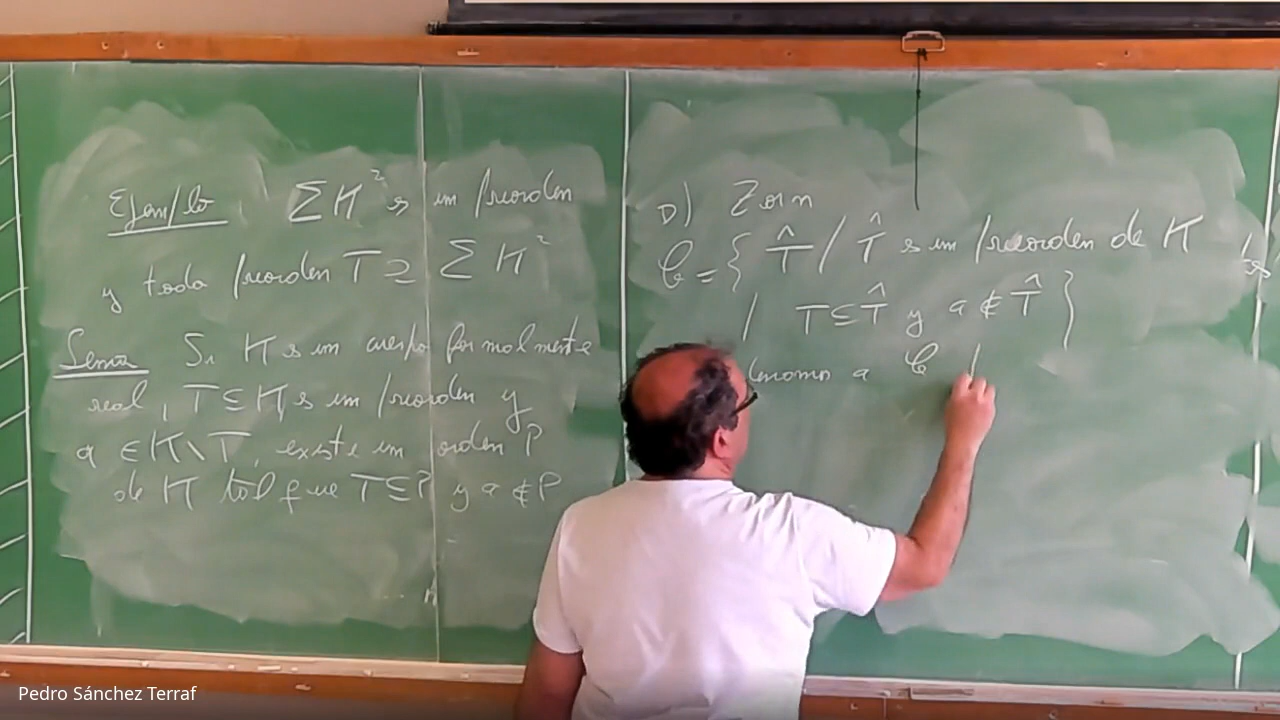 Ejemplo, ΣK² es un preorden
y todo preorden T ⊇ ΣK²
Lema Si K es un cuerpo formalmente
real, T ⊆ K es un preorden y
a ∈ K \ T, existe un orden P
de K tal que T ⊆ P y a ∉ P
D) Zorn
𝒞 = { T̂ / T̂ es un preorden de K
/ T ⊆ T̂ y a ∉ T̂ }
a 𝒞
Pedro Sánchez Terraf